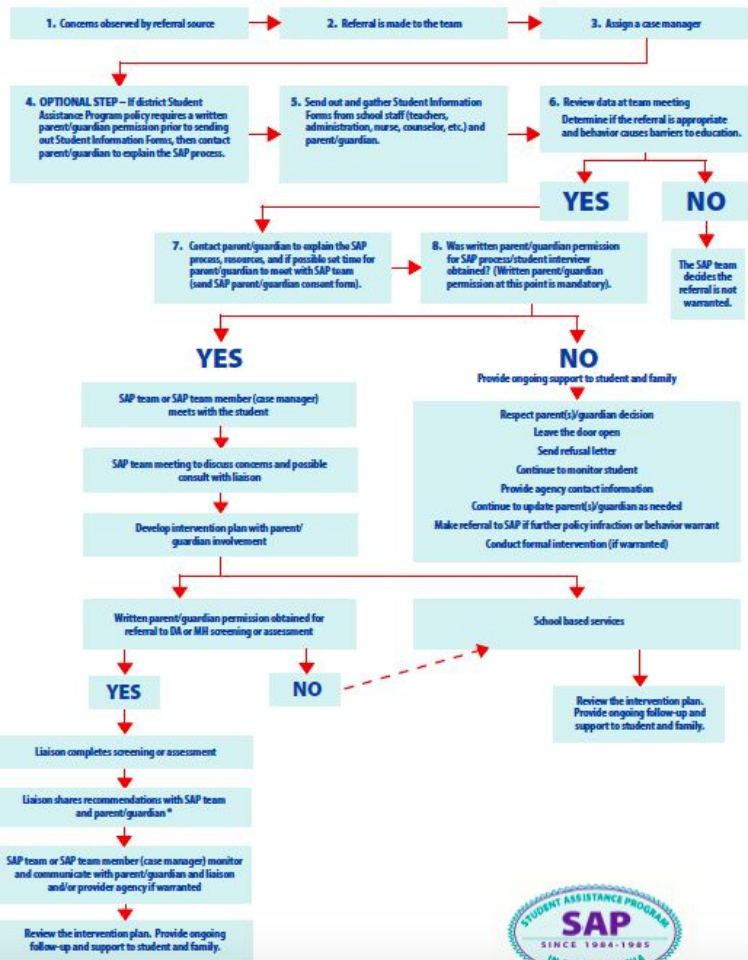 1. Concerns observed by referral source
2. Referral is made to the team
3. Assign a case manager
4. OPTIONAL STEP – If district Student
Assistance Program policy requires a written
parent/guardian permission prior to sending
out Student Information Forms, then contact
parent/guardian to explain the SAP process.
5. Send out and gather Student Information
Forms from school staff (teachers,
administration, nurse, counselor, etc.) and
parent/guardian.
6. Review data at team meeting
Determine if the referral is appropriate
and behavior causes barriers to education.
YES
NO
7. Contact parent/guardian to explain the SAP
process, resources, and if possible set time for
parent/guardian to meet with SAP team
(send SAP parent/guardian consent form).
8. Was written parent/guardian permission
for SAP process/student interview
obtained? (Written parent/guardian
permission at this point is mandatory).
The SAP team
decides the
referral is not
warranted.
YES
NO
Provide ongoing support to student and family
SAP team or SAP team member (case manager)
meets with the student
SAP team meeting to discuss concerns and possible
consult with liaison
Develop intervention plan with parent/
guardian involvement
Respect parent(s)/guardian decision
Leave the door open
Send refusal letter
Continue to monitor student
Provide agency contact information
Continue to update parent(s)/guardian as needed
Make referral to SAP if further policy infraction or behavior warrant
Conduct formal intervention (if warranted)
Written parent/guardian permission obtained for
referral to DA or MH screening or assessment
School based services
YES
NO
Review the intervention plan.
Provide ongoing follow-up and
support to student and family.
Liaison completes screening or assessment
Liaison shares recommendations with SAP team
and parent/guardian *
SAP team or SAP team member (case manager) monitor
and communicate with parent/guardian and liaison
and/or provider agency if warranted
Review the intervention plan. Provide ongoing
follow-up and support to student and family.
STUDENT ASSISTANCE PROGRAM
SAP
SINCE 1984-1985